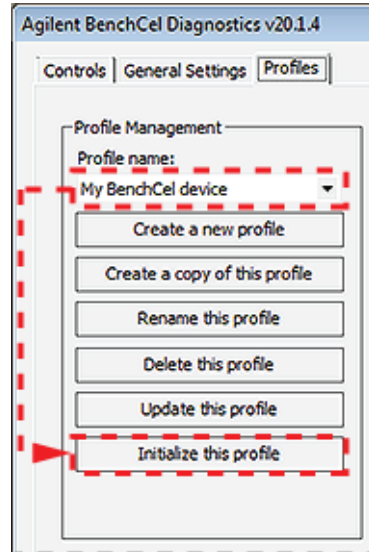 Agilent BenchCel Diagnostics v20.1.4
Controls General Settings Profiles
Profile Management
Profile name:
My BenchCel device
Create a new profile
Create a copy of this profile
Rename this profile
Delete this profile
Update this profile
Initialize this profile